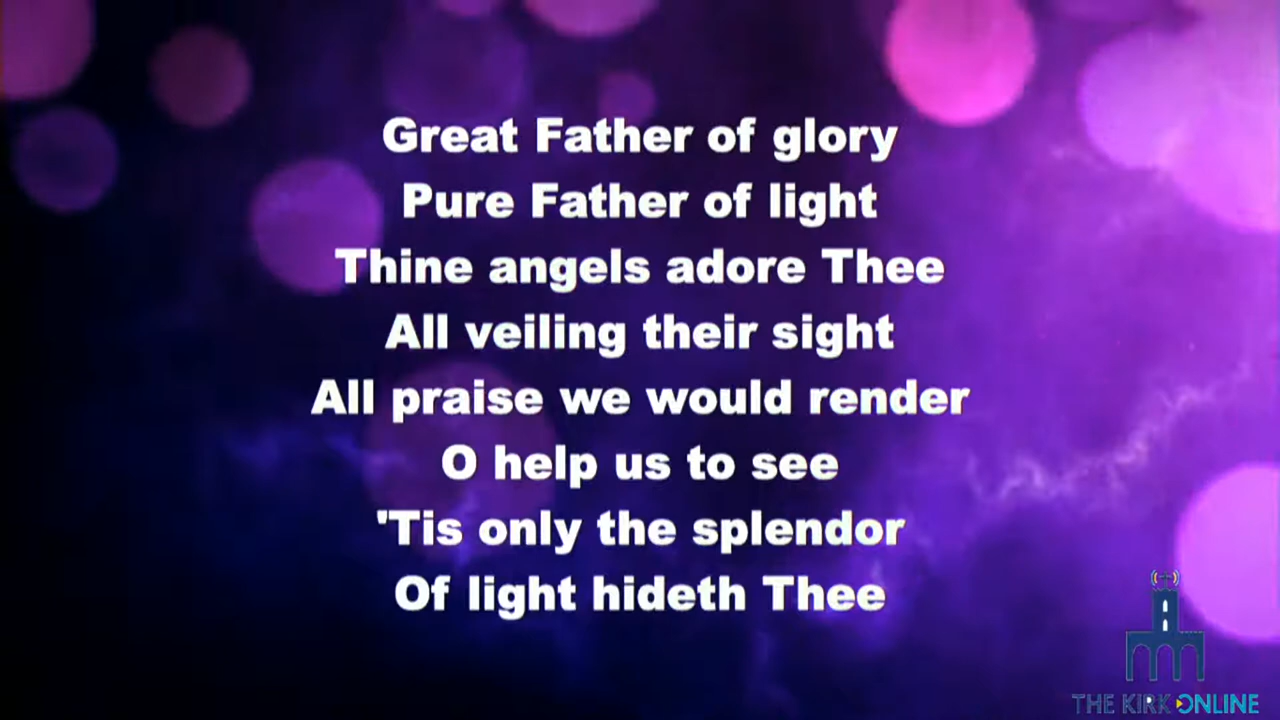 Great Father of glory
Pure Father of light
Thine angels adore Thee
All veiling their sight
All praise we would render
O help us to see
'Tis only the splendor
Of light hideth Thee
THE KIRK ONLINE